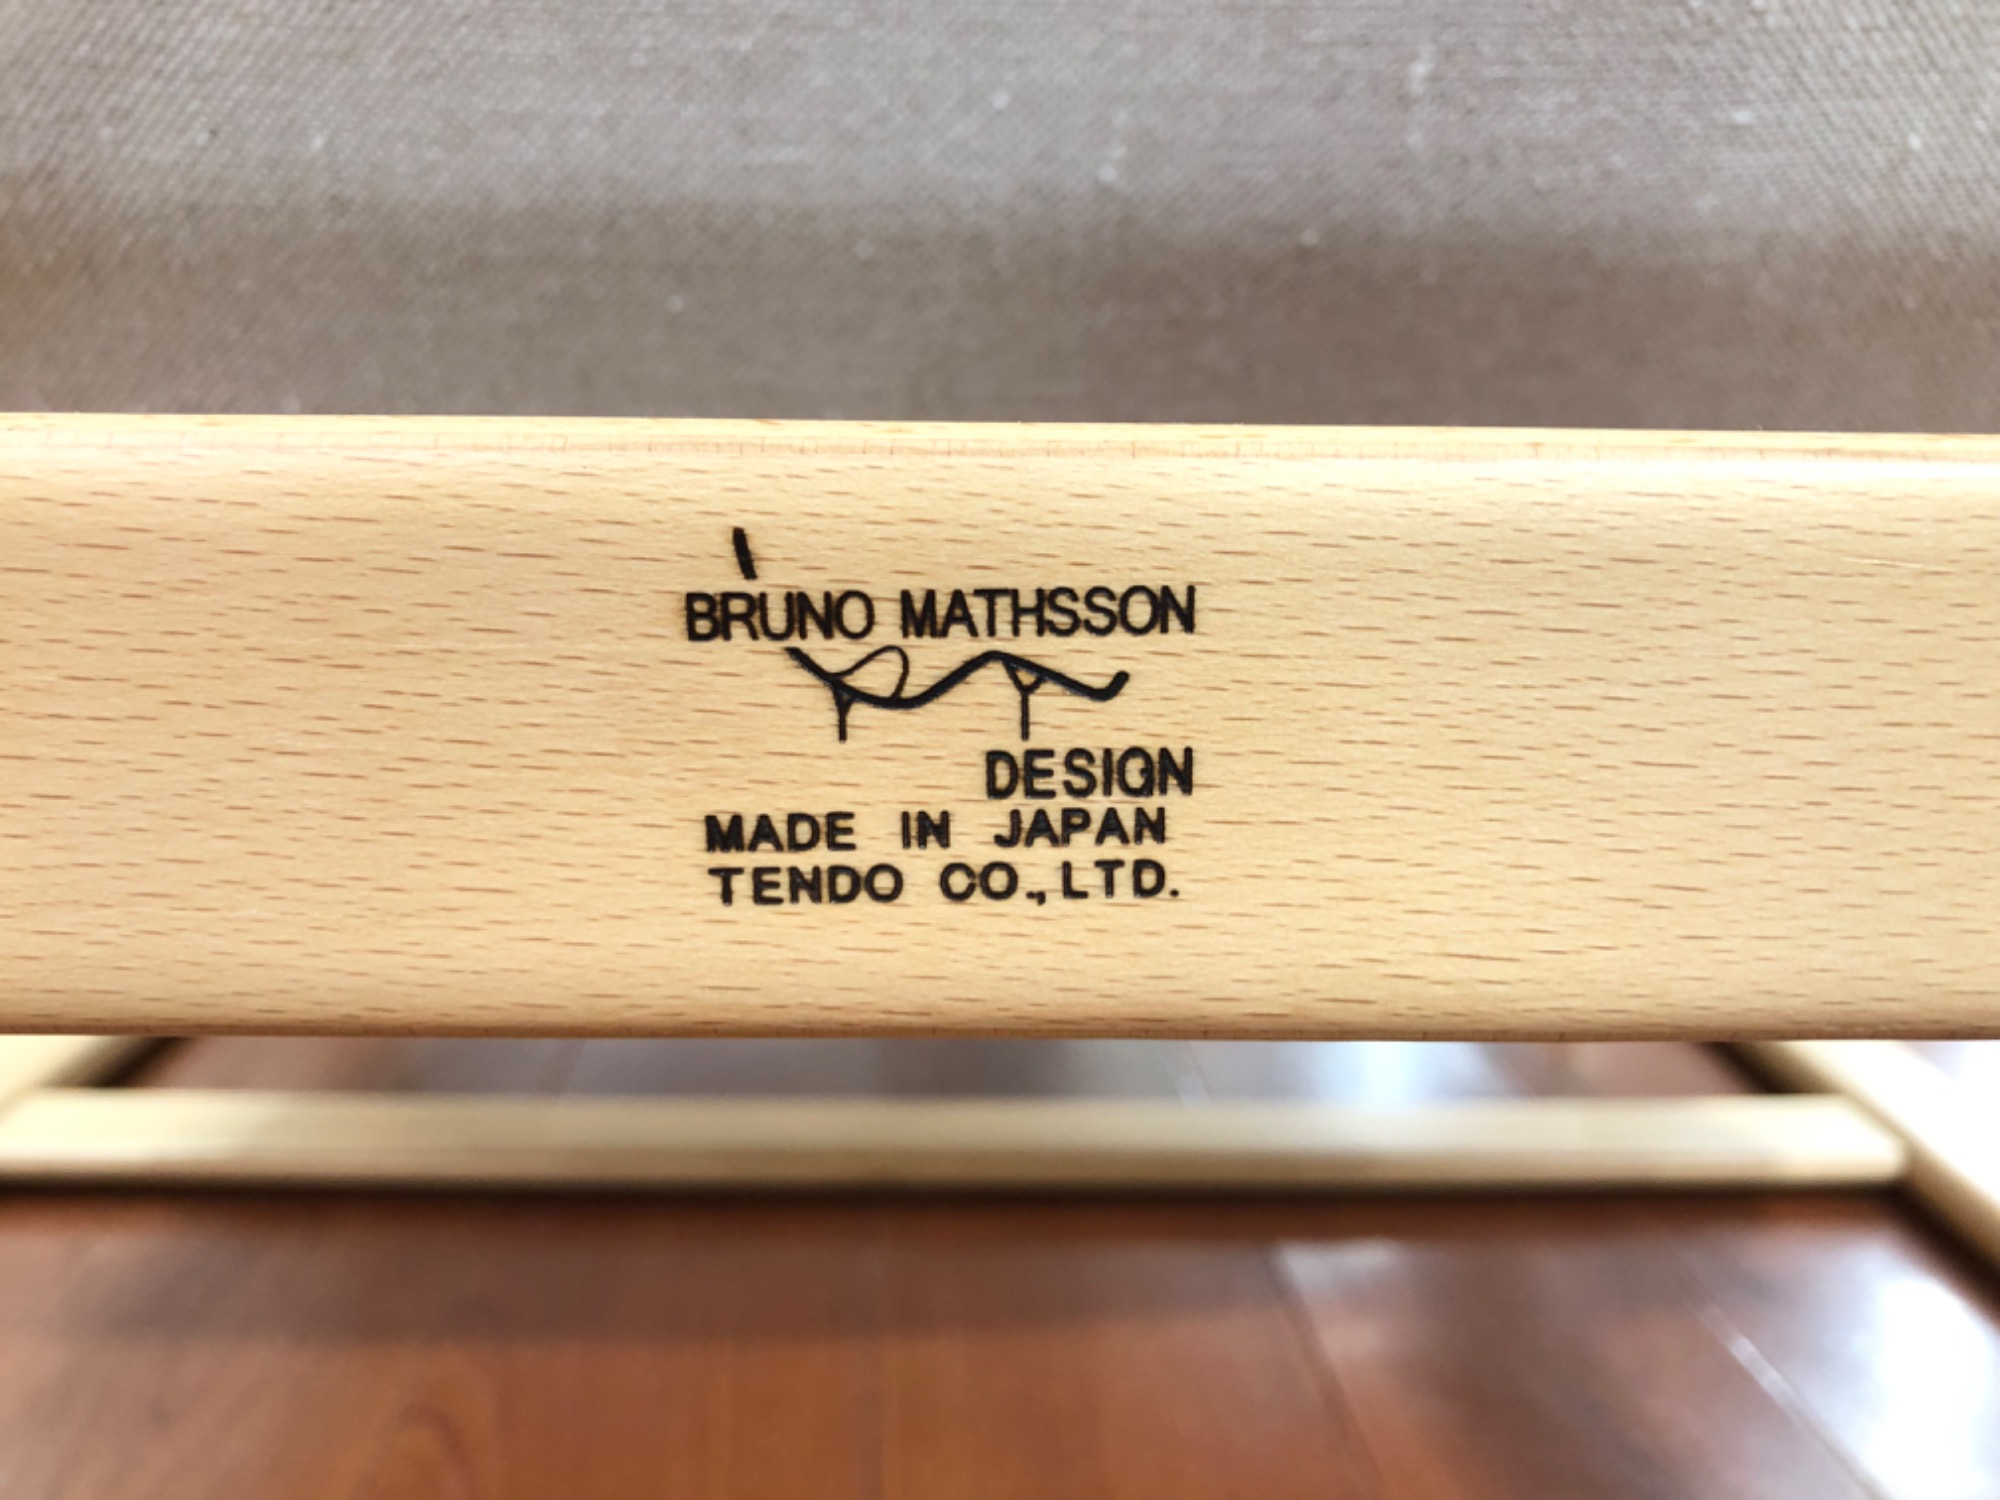 BRUNO MATHSSON
DESIGN
MADE IN JAPAN
TENDO CO., LTD.